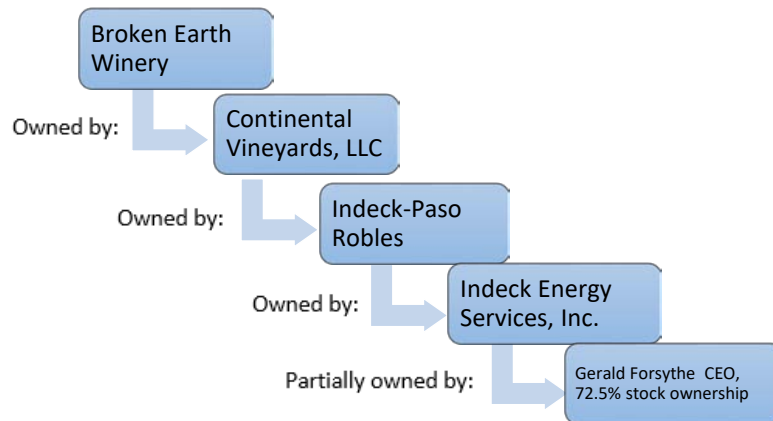 Broken Earth
Winery
Owned by:
Continental
Vineyards, LLC
Owned by:
Indeck-Paso
Robles
Owned by:
Indeck Energy
Services, Inc.
Partially owned by:
Gerald Forsythe CEO,
72.5% stock ownership